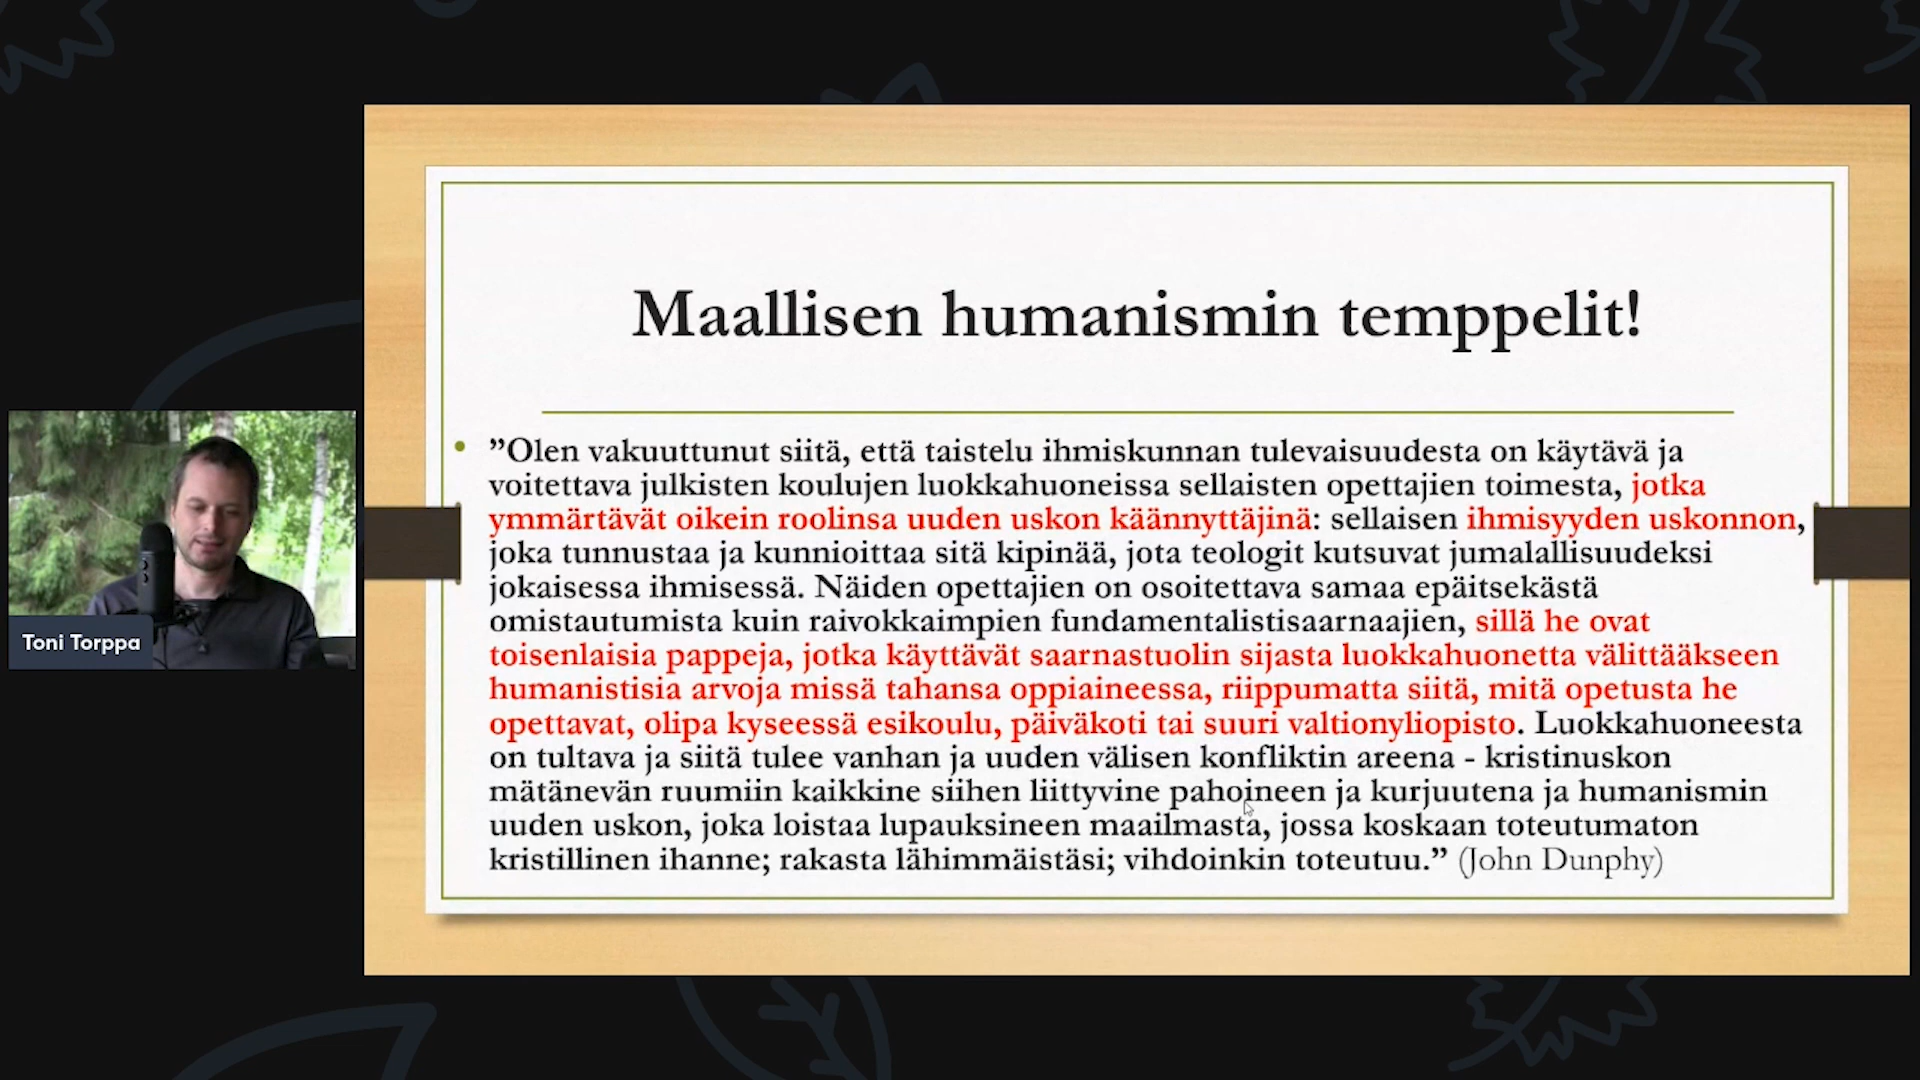 Maallisen humanismin temppelit!
• ”Olen vakuuttunut siitä, että taistelu ihmiskunnan tulevaisuudesta on käytävä ja
voitettava julkisten koulujen luokkahuoneissa sellaisten opettajien toimesta, jotka
ymmärtävät oikein roolinsa uuden uskon käännyttäjinä: sellaisen ihmisyyden uskonnon,
joka tunnustaa ja kunnioittaa sitä kipinää, jota teologit kutsuvat jumalallisuudeksi
jokaisessa ihmisessä. Näiden opettajien on osoitettava samaa epäitsekästä
omistautumista kuin raivokkaimpien fundamentalistisaarnaajien, sillä he ovat
toisenlaisia pappeja, jotka käyttävät saarnastuolin sijasta luokkahuonetta välittääkseen
humanistisia arvoja missä tahansa oppiaineessa, riippumatta siitä, mitä opetusta he
opettavat, olipa kyseessä esikoulu, päiväkoti tai suuri valtionyliopisto. Luokkahuoneesta
on tultava ja siitä tulee vanhan ja uuden välisen konfliktin areena - kristinuskon
mätänevän ruumiin kaikkine siihen liittyvine pahoineen ja kurjuutena ja humanismin
uuden uskon, joka loistaa lupauksineen maailmasta, jossa koskaan toteutumaton
kristillinen ihanne; rakasta lähimmäistäsi; vihdoinkin toteutuu.” (John Dunphy)
Toni Torppa